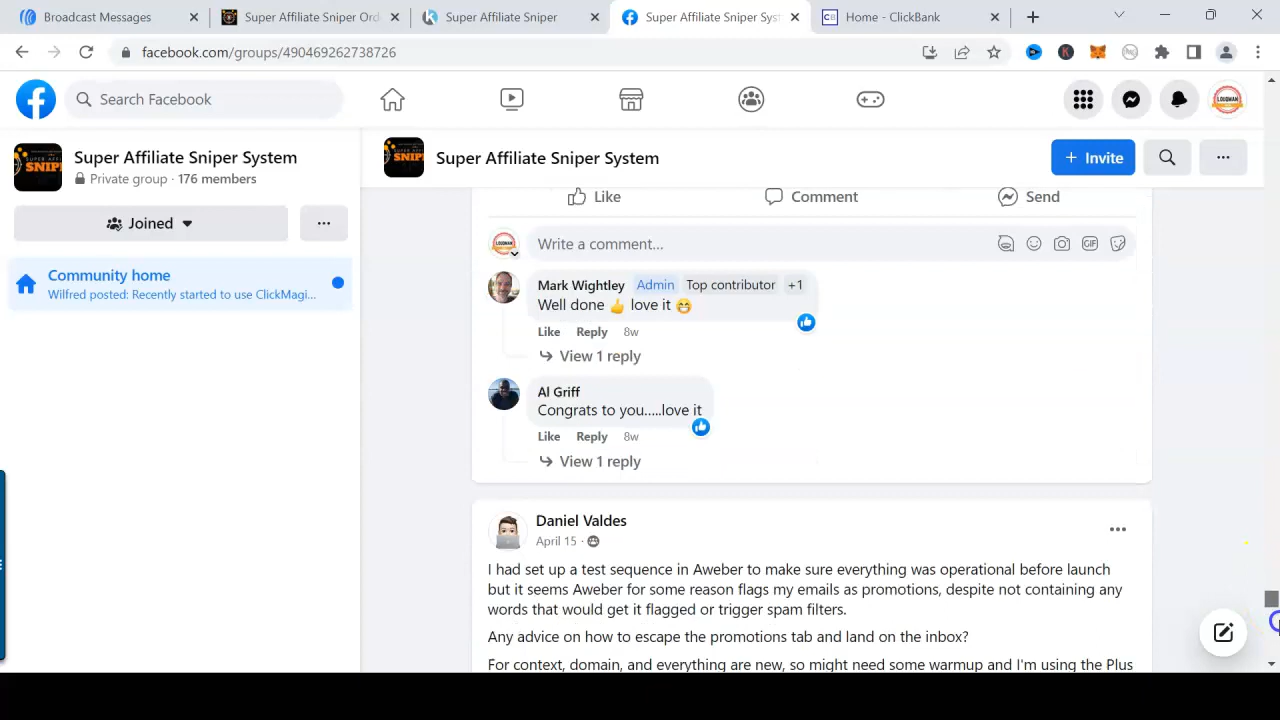 Broadcast Messages
Super Affiliate Sniper Ord
Super Affiliate Sniper
Super Affiliate Sniper Sys
Home - ClickBank
facebook.com/groups/490469262738726
Search Facebook
Super Affiliate Sniper System
Private group · 176 members
Super Affiliate Sniper System
+ Invite
Joined
Community home
Wilfred posted: Recently started to use ClickMagi...
Like
Comment
Send
Write a comment...
GIF
Mark Wightley Admin Top contributor +1
Well done 👍 love it 😁
Like Reply 8w
View 1 reply
Al Griff
Congrats to you.....love it
Like Reply 8w
View 1 reply
Daniel Valdes
April 15 ·
I had set up a test sequence in Aweber to make sure everything was operational before launch
but it seems Aweber for some reason flags my emails as promotions, despite not containing any
words that would get it flagged or trigger spam filters.
Any advice on how to escape the promotions tab and land on the inbox?
For context, domain, and everything are new, so might need some warmup and I'm using the Plus